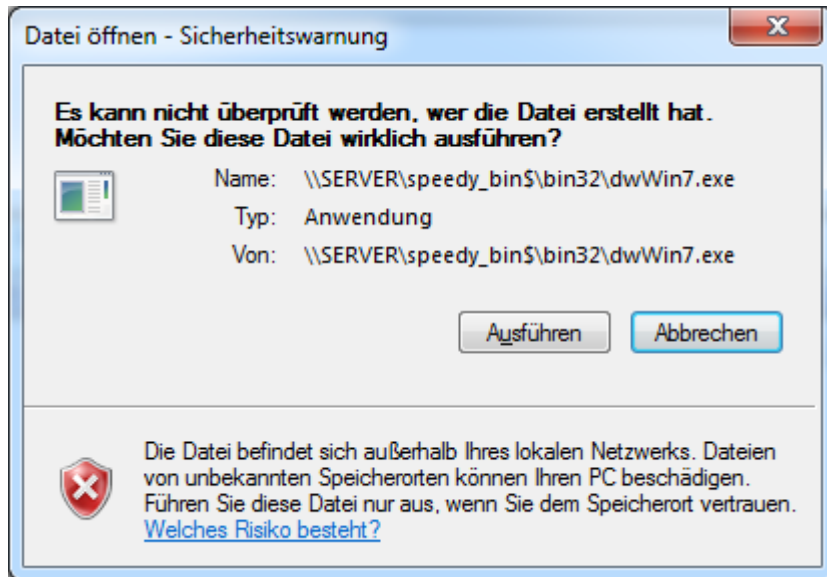 Datei öffnen - Sicherheitswarnung
Es kann nicht überprüft werden, wer die Datei erstellt hat.
Möchten Sie diese Datei wirklich ausführen?
Name: \\SERVER\speedy_bin$\bin32\dwWin7.exe
Typ: Anwendung
Von: \\SERVER\speedy_bin$\bin32\dwWin7.exe
Ausführen Abbrechen
Die Datei befindet sich außerhalb Ihres lokalen Netzwerks. Dateien
von unbekannten Speicherorten können Ihren PC beschädigen.
Führen Sie diese Datei nur aus, wenn Sie dem Speicherort vertrauen.
Welches Risiko besteht?